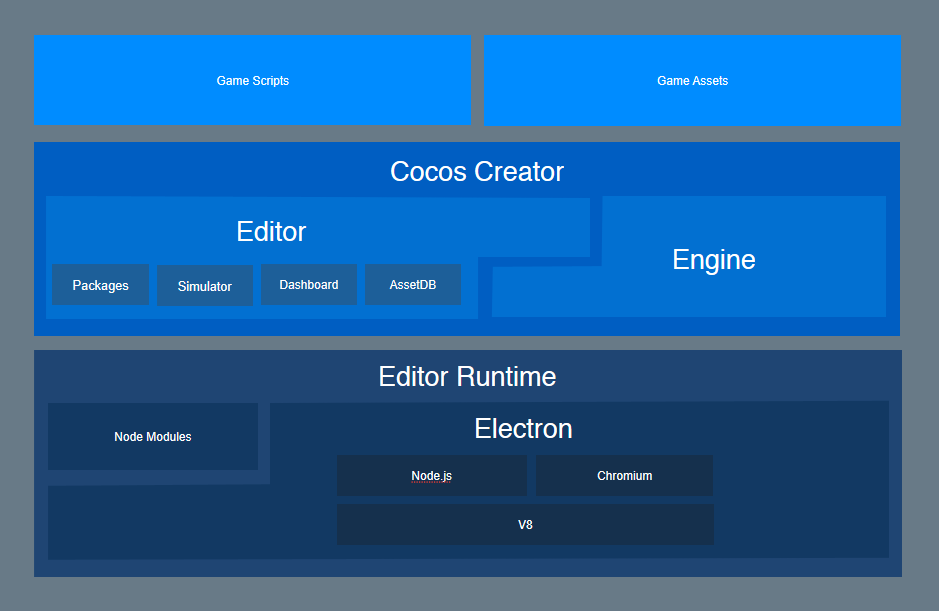 Game Scripts
Game Assets
Cocos Creator
Editor
Engine
Packages
Simulator
Dashboard
AssetDB
Editor Runtime
Node Modules
Electron
Node.js
Chromium
V8